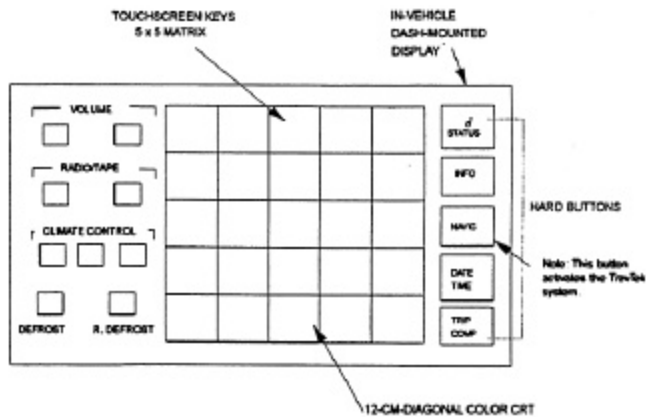 TOUCHSCREEN KEYS
5 x 5 MATRIX
IN-VEHICLE
DASH-MOUNTED
DISPLAY
VOLUME
RADIO/TAPE
CLIMATE CONTROL
DEFROST
R. DEFROST
STATUS
INFO
NAVIG
DATE
TIME
TRIP
COMP
HARD BUTTONS
Note: This button
activates the TravTek
system.
12-CM-DIAGONAL COLOR CRT